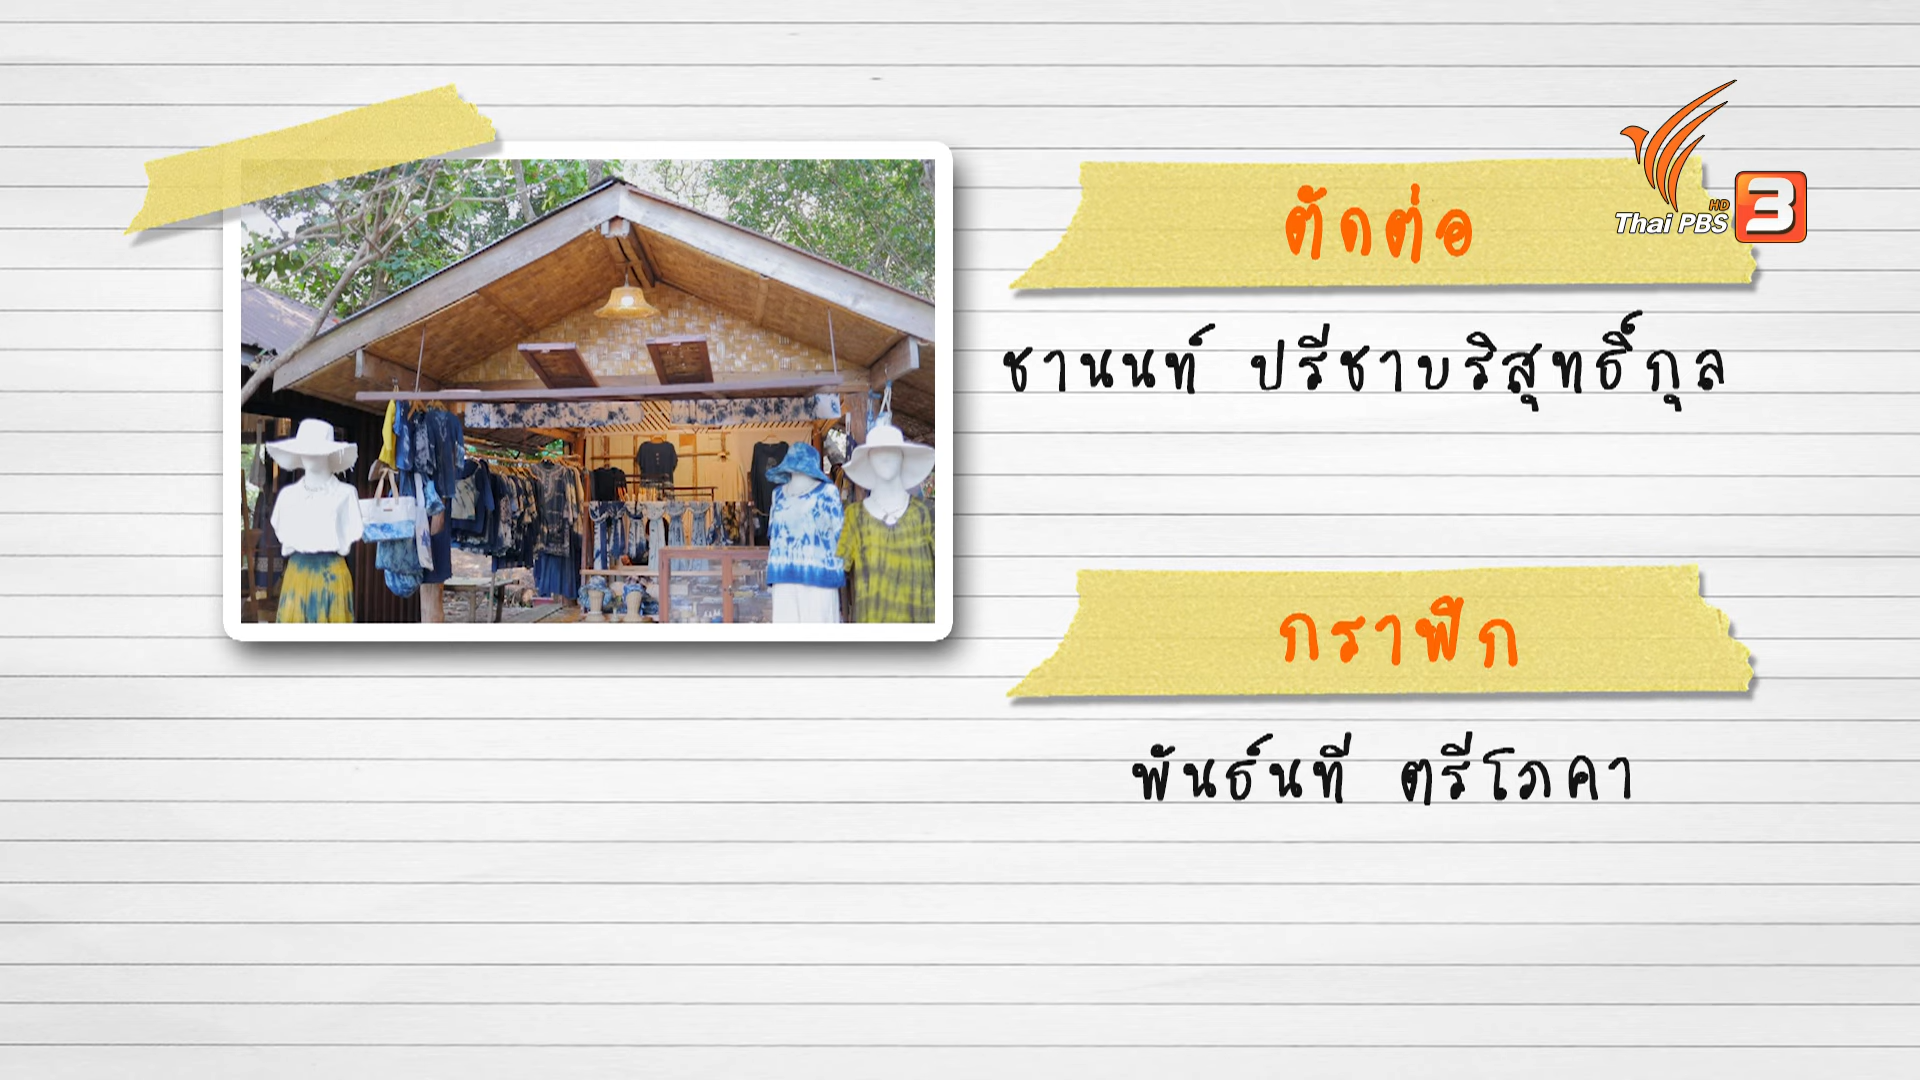 ตัดต่อ
Thai PBS HD 3
ชานนท์ ปรีชาบริสุทธิ์กุล
กราฟิก
พันธ์นที ตรีโภคา